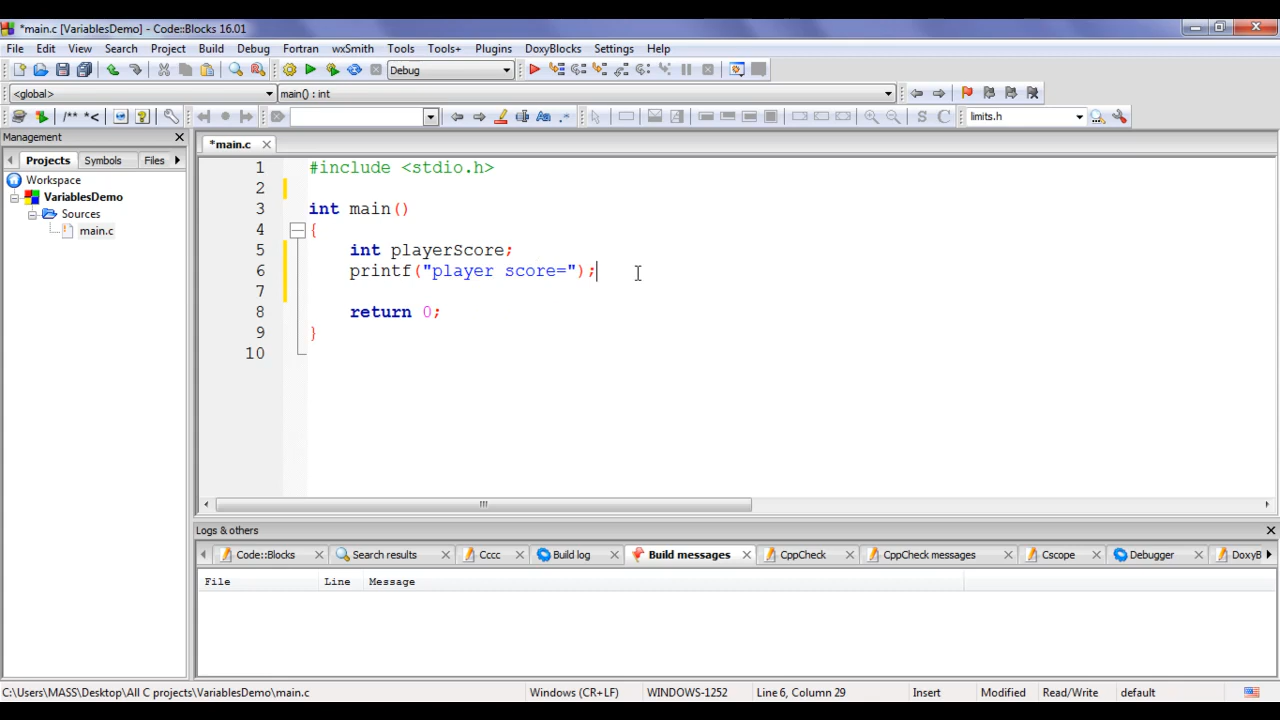 *main.c [VariablesDemo] - Code::Blocks 16.01
File Edit View Search Project Build Debug Fortran wxSmith Tools Tools+ Plugins DoxyBlocks Settings Help
Debug
<global> main() : int
/** *< limits.h
Management
Projects Symbols Files
Workspace
VariablesDemo
Sources
main.c
*main.c
1 #include <stdio.h>
2
3 int main()
4 {
5 int playerScore;
6 printf("player score=");
7
8 return 0;
9 }
10
Logs & others
Code::Blocks Search results Cccc Build log Build messages CppCheck CppCheck messages Cscope Debugger DoxyB
File Line Message
C:\Users\MASS\Desktop\All C projects\VariablesDemo\main.c Windows (CR+LF) WINDOWS-1252 Line 6, Column 29 Insert Modified Read/Write default